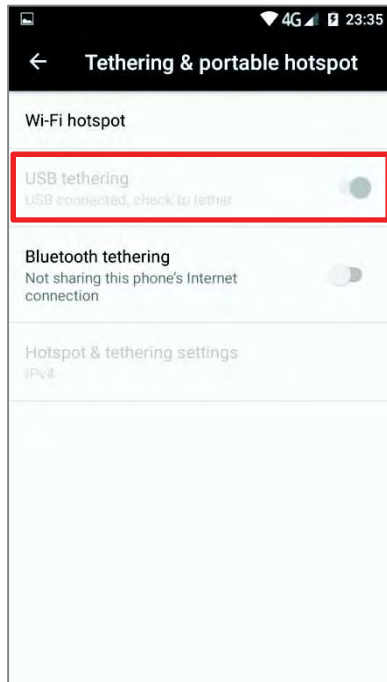 4G 23:35
Tethering & portable hotspot
Wi-Fi hotspot
USB tethering
USB connected, check to tether
Bluetooth tethering
Not sharing this phone's Internet
connection
Hotspot & tethering settings
IPv4